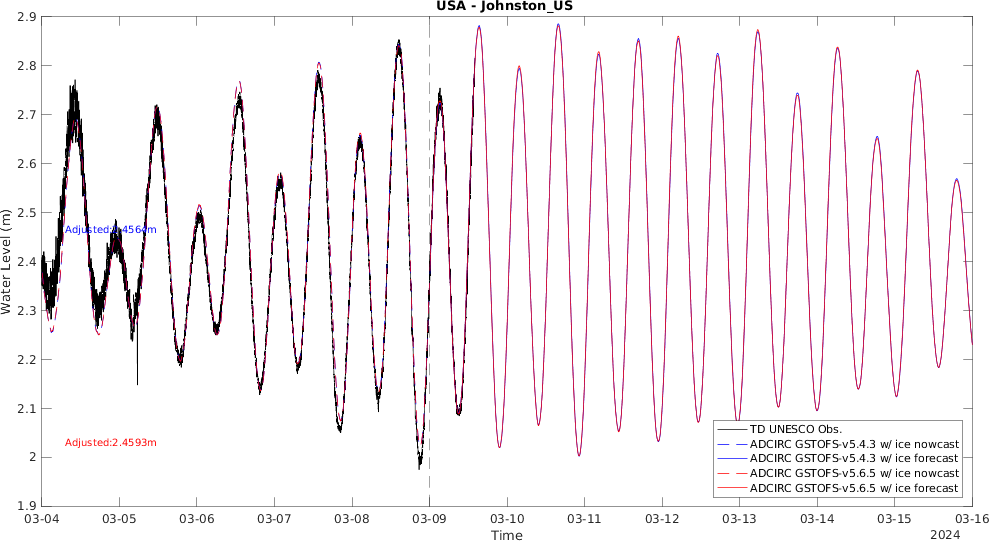 USA - Johnston_US
2.9
2.8
2.7
2.6
2.5
2.4
2.3
2.2
2.1
2
1.9
Water Level (m)
Adjusted:2.4564m
Adjusted:2.4593m
TD UNESCO Obs.
ADCIRC GSTOFS-v5.4.3 w/ ice nowcast
ADCIRC GSTOFS-v5.4.3 w/ ice forecast
ADCIRC GSTOFS-v5.6.5 w/ ice nowcast
ADCIRC GSTOFS-v5.6.5 w/ ice forecast
03-04 03-05 03-06 03-07 03-08 03-09 03-10 03-11 03-12 03-13 03-14 03-15 03-16
Time
2024